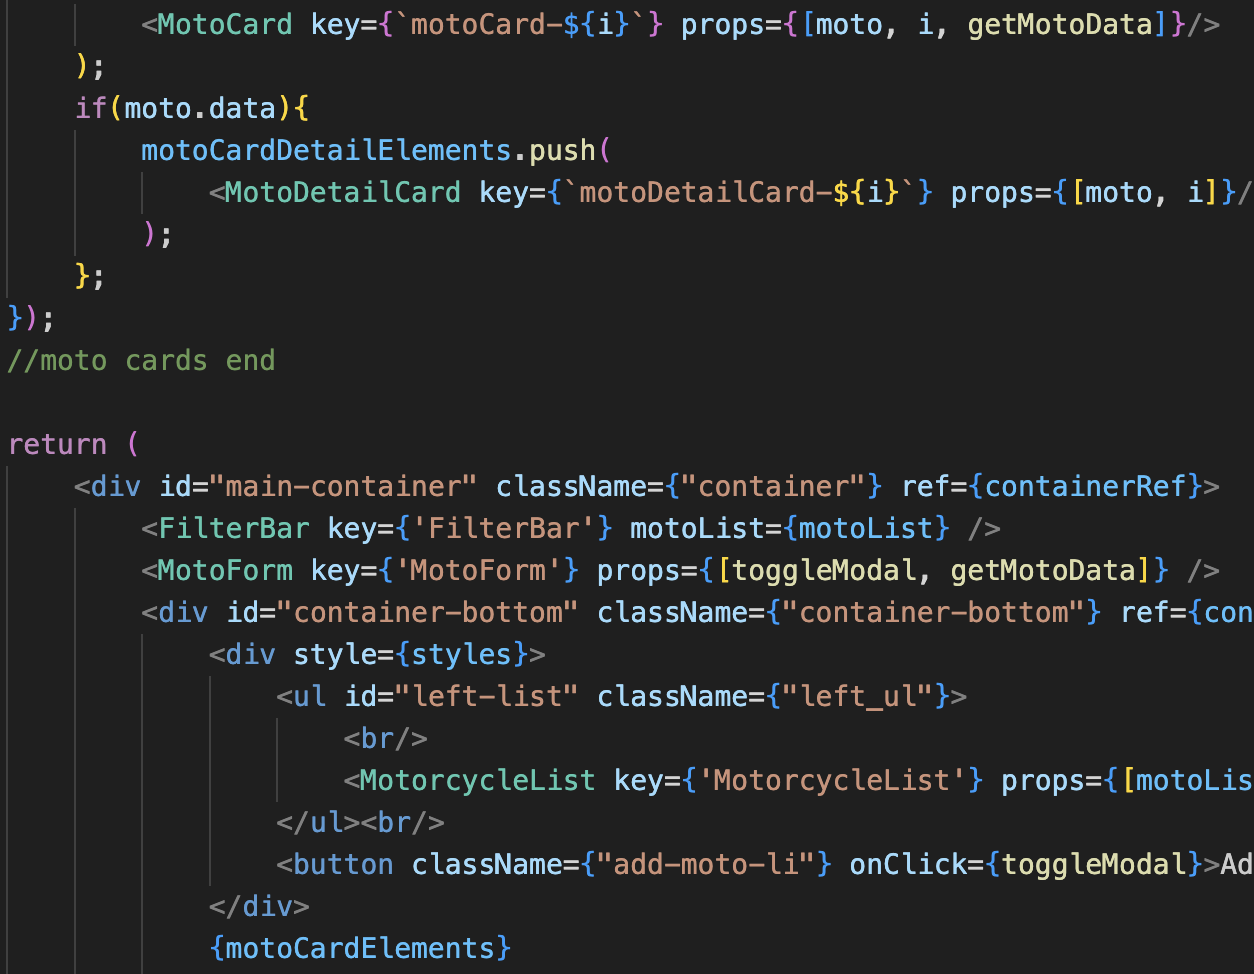 <MotoCard key={`motoCard-${i}`} props={[moto, i, getMotoData]}/>
);
if(moto.data){
motoCardDetailElements.push(
<MotoDetailCard key={`motoDetailCard-${i}`} props={[moto, i]}/
);
};
});
//moto cards end
return (
<div id="main-container" className={"container"} ref={containerRef}>
<FilterBar key={'FilterBar'} motoList={motoList} />
<MotoForm key={'MotoForm'} props={[toggleModal, getMotoData]} />
<div id="container-bottom" className={"container-bottom"} ref={con
<div style={styles}>
<ul id="left-list" className={"left_ul"}>
<br/>
<MotorcycleList key={'MotorcycleList'} props={[motoLis
</ul><br/>
<button className={"add-moto-li"} onClick={toggleModal}>Ad
</div>
{motoCardElements}